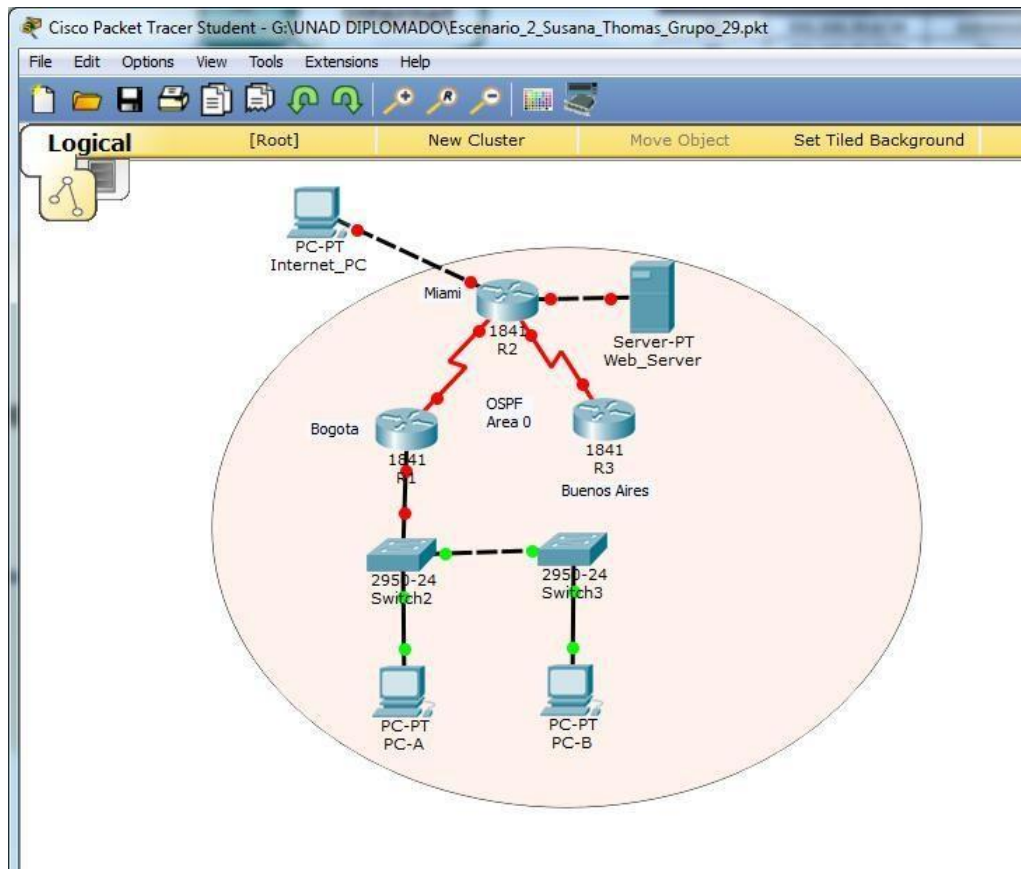 Cisco Packet Tracer Student - G:\UNAD DIPLOMADO\Escenario_2_Susana_Thomas_Grupo_29.pkt
File Edit Options View Tools Extensions Help
Logical [Root] New Cluster Move Object Set Tiled Background
PC-PT
Internet_PC
Miami
1841
R2
Server-PT
Web_Server
Bogota
1841
R1
OSPF
Area 0
1841
R3
Buenos Aires
2950-24
Switch2
2950-24
Switch3
PC-PT
PC-A
PC-PT
PC-B